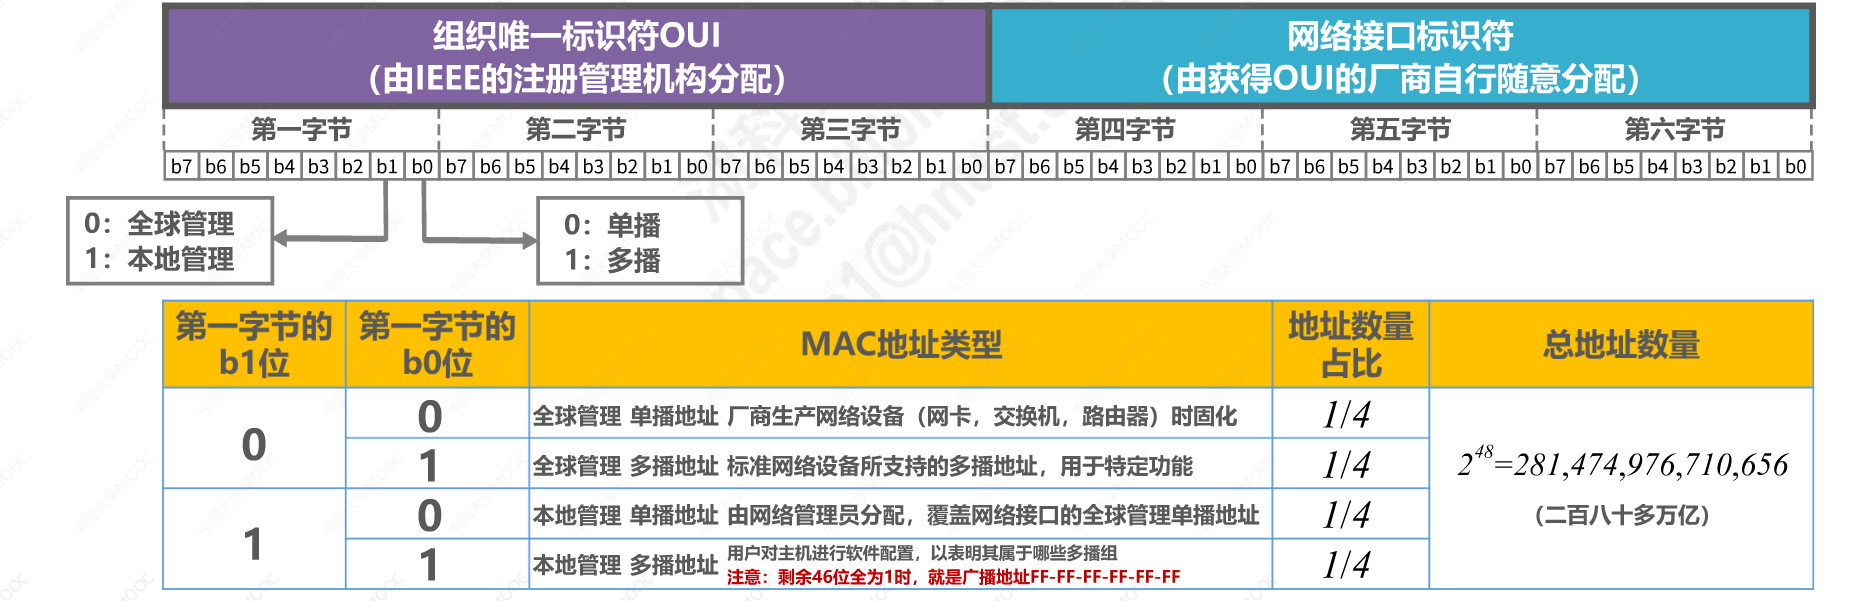 组织唯一标识符OUI
（由IEEE的注册管理机构分配）
网络接口标识符
（由获得OUI的厂商自行随意分配）
第一字节 第二字节 第三字节 第四字节 第五字节 第六字节
b7 b6 b5 b4 b3 b2 b1 b0 b7 b6 b5 b4 b3 b2 b1 b0 b7 b6 b5 b4 b3 b2 b1 b0 b7 b6 b5 b4 b3 b2 b1 b0 b7 b6 b5 b4 b3 b2 b1 b0 b7 b6 b5 b4 b3 b2 b1 b0
0：全球管理
1：本地管理
0：单播
1：多播
第一字节的
b1位
第一字节的
b0位
MAC地址类型
地址数量
占比
总地址数量
0
0
全球管理 单播地址 厂商生产网络设备（网卡，交换机，路由器）时固化
1/4
1
全球管理 多播地址 标准网络设备所支持的多播地址，用于特定功能
1/4
1
0
本地管理 单播地址 由网络管理员分配，覆盖网络接口的全球管理单播地址
1/4
1
本地管理 多播地址 用户对主机进行软件配置，以表明其属于哪些多播组
注意：剩余46位全为1时，就是广播地址FF-FF-FF-FF-FF-FF
1/4
2^48=281,474,976,710,656
（二百八十多万亿）
中国大学MOOC